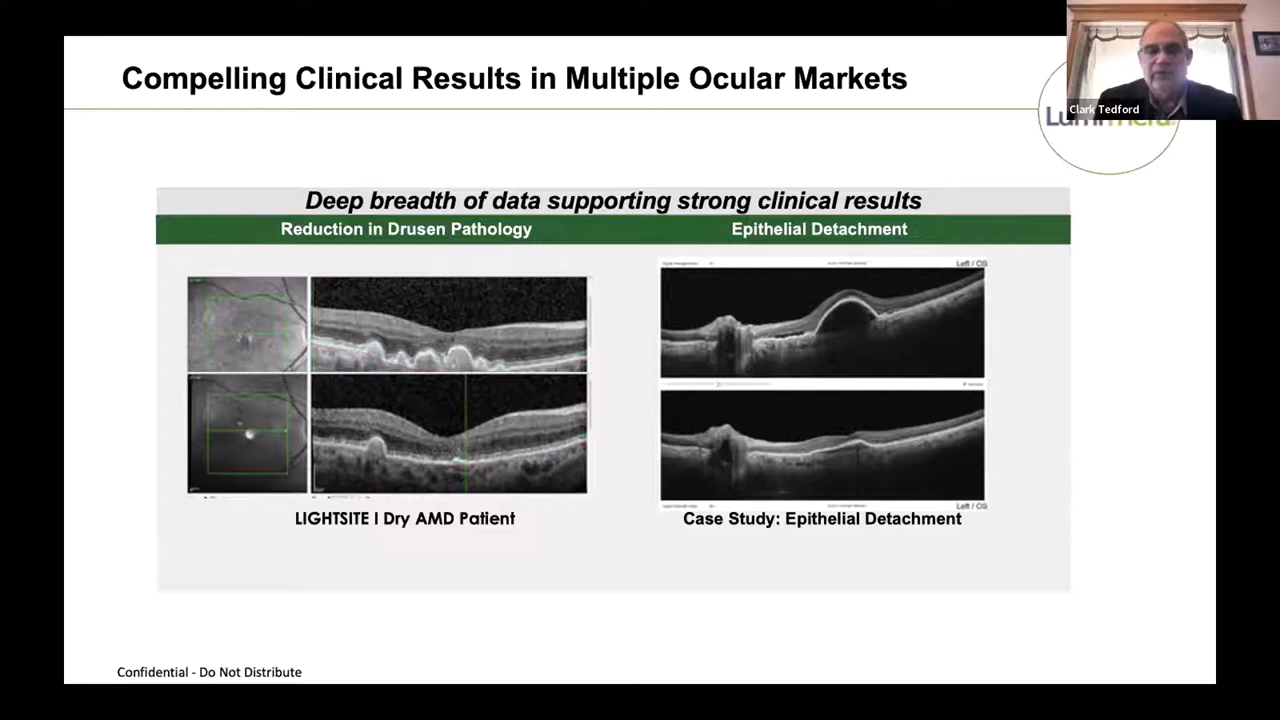 Compelling Clinical Results in Multiple Ocular Markets
Clark Tedford
Deep breadth of data supporting strong clinical results
Reduction in Drusen Pathology
Epithelial Detachment
Left / OS
Left / OS
LIGHTSITE I Dry AMD Patient
Case Study: Epithelial Detachment
Confidential - Do Not Distribute